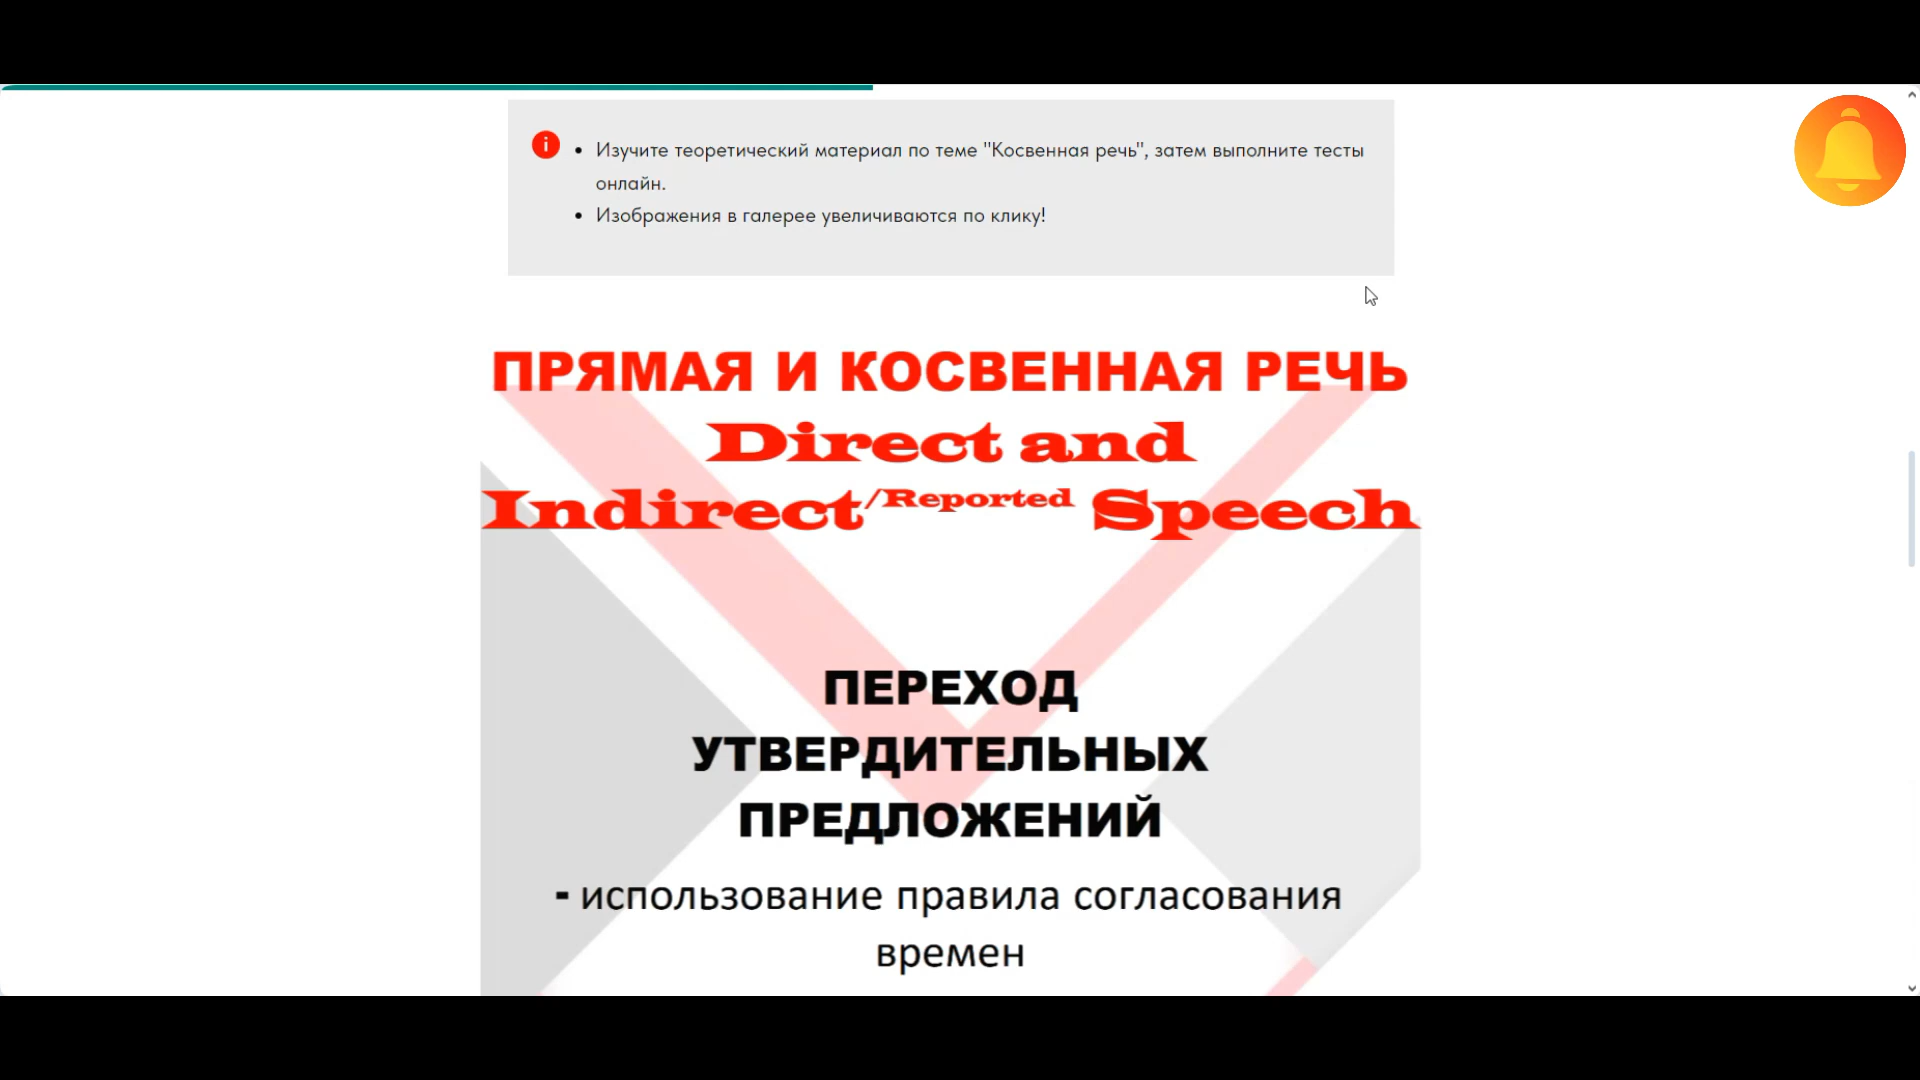 • Изучите теоретический материал по теме "Косвенная речь", затем выполните тесты
онлайн.
• Изображения в галерее увеличиваются по клику!
ПРЯМАЯ И КОСВЕННАЯ РЕЧЬ
Direct and
Indirect/Reported Speech
ПЕРЕХОД
УТВЕРДИТЕЛЬНЫХ
ПРЕДЛОЖЕНИЙ
- использование правила согласования
времен